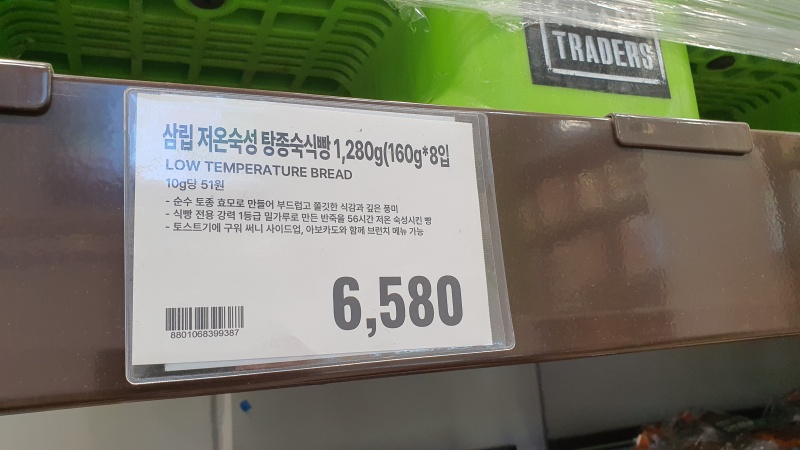 TRADERS
삼립 저온숙성 탕종숙식빵 1,280g(160g*8입
LOW TEMPERATURE BREAD
10g당 51원
- 순수 토종 효모로 만들어 부드럽고 쫄깃한 식감과 깊은 풍미
- 식빵 전용 강력 1등급 밀가루로 만든 반죽을 56시간 저온 숙성시킨 빵
- 토스트기에 구워 써니 사이드업, 아보카도와 함께 브런치 메뉴 가능
6,580
8801068399387